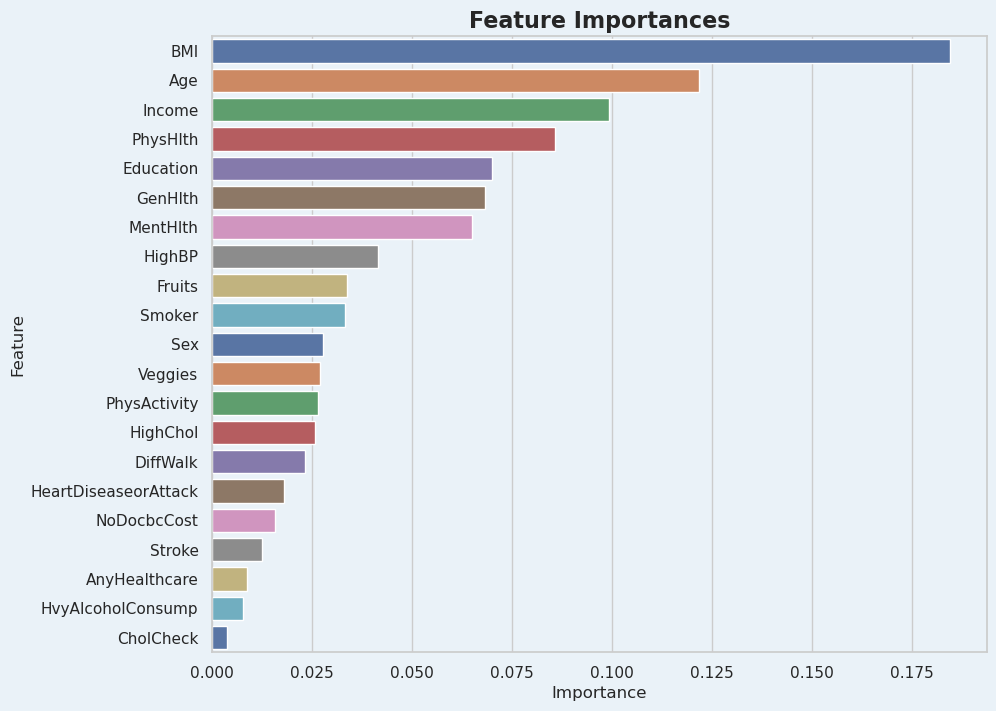 Feature Importances
BMI
Age
Income
PhysHlth
Education
GenHlth
MentHlth
HighBP
Fruits
Smoker
Sex
Veggies
PhysActivity
HighChol
DiffWalk
HeartDiseaseorAttack
NoDocbcCost
Stroke
AnyHealthcare
HvyAlcoholConsump
CholCheck
Feature
0.000 0.025 0.050 0.075 0.100 0.125 0.150 0.175
Importance